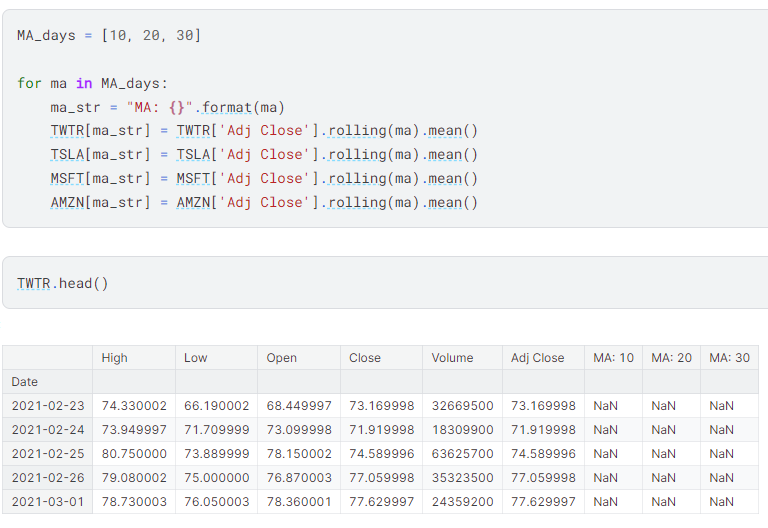 MA_days = [10, 20, 30]
for ma in MA_days:
ma_str = "MA: {}".format(ma)
TWTR[ma_str] = TWTR['Adj Close'].rolling(ma).mean()
TSLA[ma_str] = TSLA['Adj Close'].rolling(ma).mean()
MSFT[ma_str] = MSFT['Adj Close'].rolling(ma).mean()
AMZN[ma_str] = AMZN['Adj Close'].rolling(ma).mean()
TWTR.head()
High Low Open Close Volume Adj Close MA: 10 MA: 20 MA: 30
Date
2021-02-23 74.330002 66.190002 68.449997 73.169998 32669500 73.169998 NaN NaN NaN
2021-02-24 73.949997 71.709999 73.099998 71.919998 18309900 71.919998 NaN NaN NaN
2021-02-25 80.750000 73.889999 78.150002 74.589996 63625700 74.589996 NaN NaN NaN
2021-02-26 79.080002 75.000000 76.870003 77.059998 35323500 77.059998 NaN NaN NaN
2021-03-01 78.730003 76.050003 78.360001 77.629997 24359200 77.629997 NaN NaN NaN